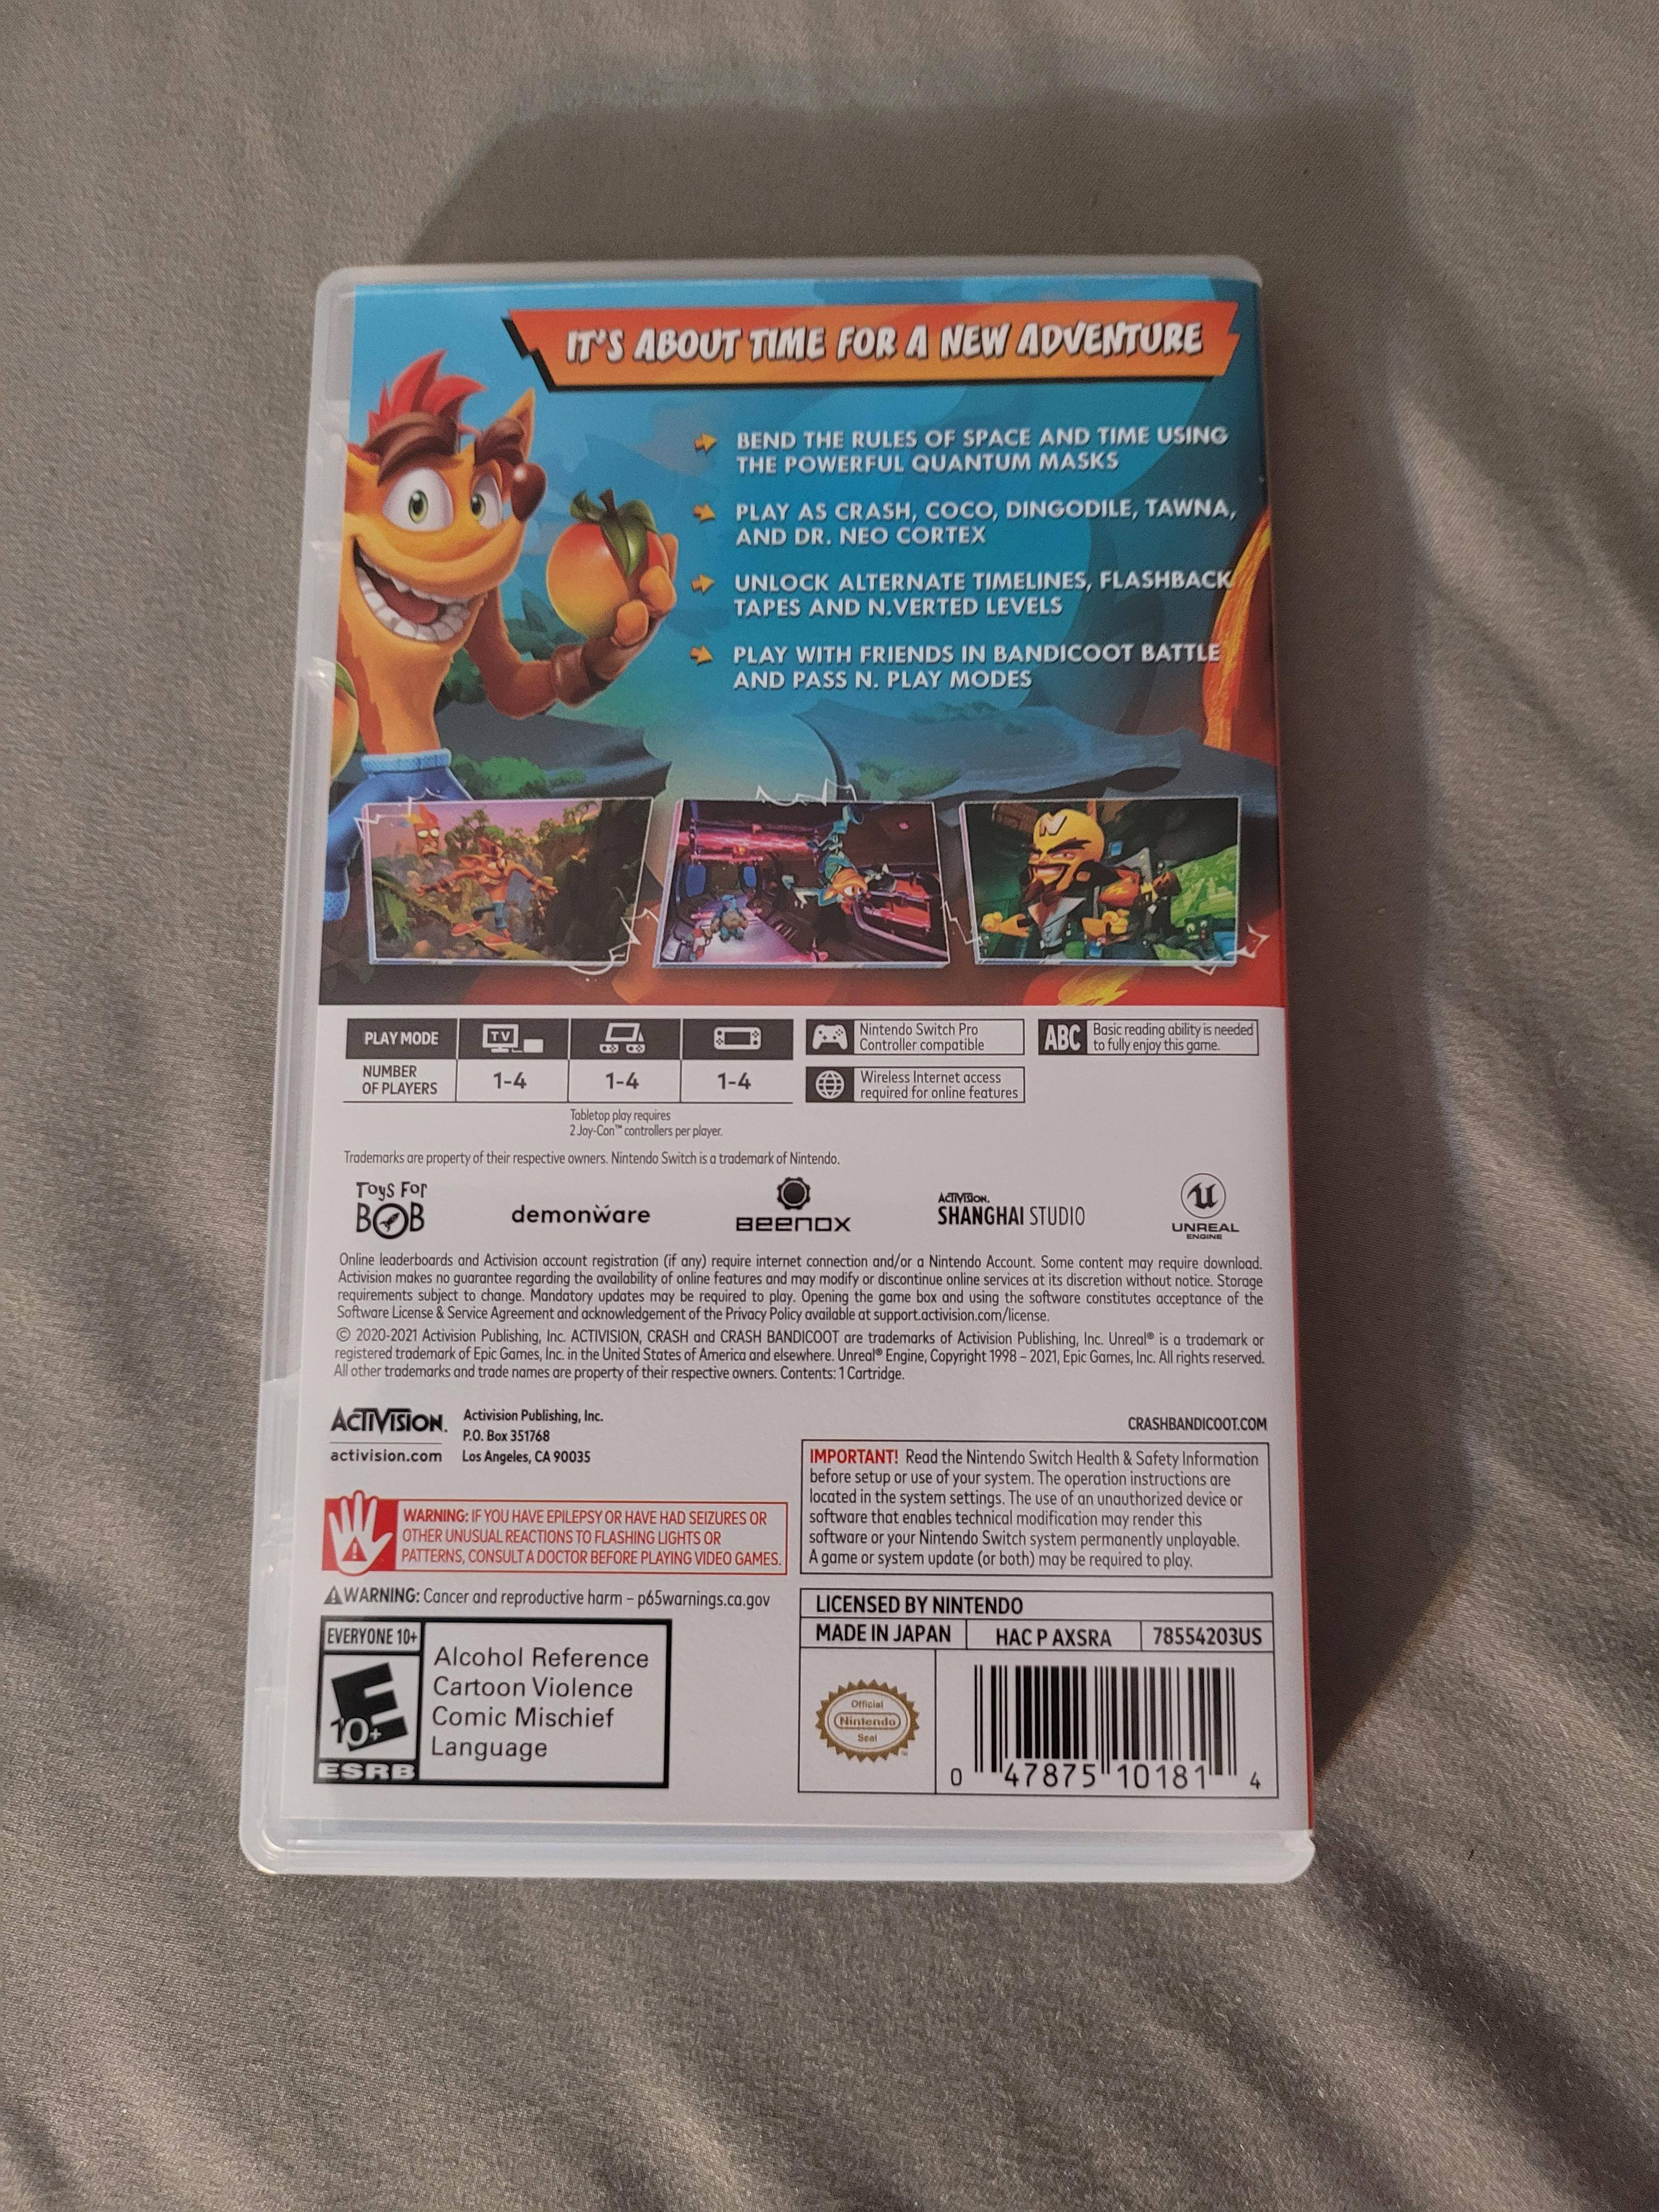 IT'S ABOUT TIME FOR A NEW ADVENTURE
BEND THE RULES OF SPACE AND TIME USING
THE POWERFUL QUANTUM MASKS
PLAY AS CRASH, COCO, DINGODILE, TAWNA,
AND DR. NEO CORTEX
UNLOCK ALTERNATE TIMELINES, FLASHBACK
TAPES AND N.VERTED LEVELS
PLAY WITH FRIENDS IN BANDICOOT BATTLE
AND PASS N. PLAY MODES
N
PLAY MODE
TV
NUMBER
OF PLAYERS
1-4
1-4
1-4
Tabletop play requires
2 Joy-Con™ controllers per player.
Nintendo Switch Pro
Controller compatible
ABC
Basic reading ability is needed
to fully enjoy this game.
Wireless Internet access
required for online features
Trademarks are property of their respective owners. Nintendo Switch is a trademark of Nintendo.
TOYS FOR
BOB
demonware
BEENOX
ACTIVISION.
SHANGHAI STUDIO
UNREAL
ENGINE
Online leaderboards and Activision account registration (if any) require internet connection and/or a Nintendo Account. Some content may require download.
Activision makes no guarantee regarding the availability of online features and may modify or discontinue online services at its discretion without notice. Storage
requirements subject to change. Mandatory updates may be required to play. Opening the game box and using the software constitutes acceptance of the
Software License & Service Agreement and acknowledgement of the Privacy Policy available at support.activision.com/license.
© 2020-2021 Activision Publishing, Inc. ACTIVISION, CRASH and CRASH BANDICOOT are trademarks of Activision Publishing, Inc. Unreal® is a trademark or
registered trademark of Epic Games, Inc. in the United States of America and elsewhere. Unreal® Engine, Copyright 1998 – 2021, Epic Games, Inc. All rights reserved.
All other trademarks and trade names are property of their respective owners. Contents: 1 Cartridge.
ACTIVISION.
activision.com
Activision Publishing, Inc.
P.O. Box 351768
Los Angeles, CA 90035
CRASHBANDICOOT.COM
IMPORTANT! Read the Nintendo Switch Health & Safety Information
before setup or use of your system. The operation instructions are
located in the system settings. The use of an unauthorized device or
software that enables technical modification may render this
software or your Nintendo Switch system permanently unplayable.
A game or system update (or both) may be required to play.
WARNING: IF YOU HAVE EPILEPSY OR HAVE HAD SEIZURES OR
OTHER UNUSUAL REACTIONS TO FLASHING LIGHTS OR
PATTERNS, CONSULT A DOCTOR BEFORE PLAYING VIDEO GAMES.
WARNING: Cancer and reproductive harm – p65warnings.ca.gov
EVERYONE 10+
E
10+
ESRB
Alcohol Reference
Cartoon Violence
Comic Mischief
Language
LICENSED BY NINTENDO
MADE IN JAPAN
HAC P AXSRA
78554203US
Official
Nintendo
Seal
™
0 47875 10181 4